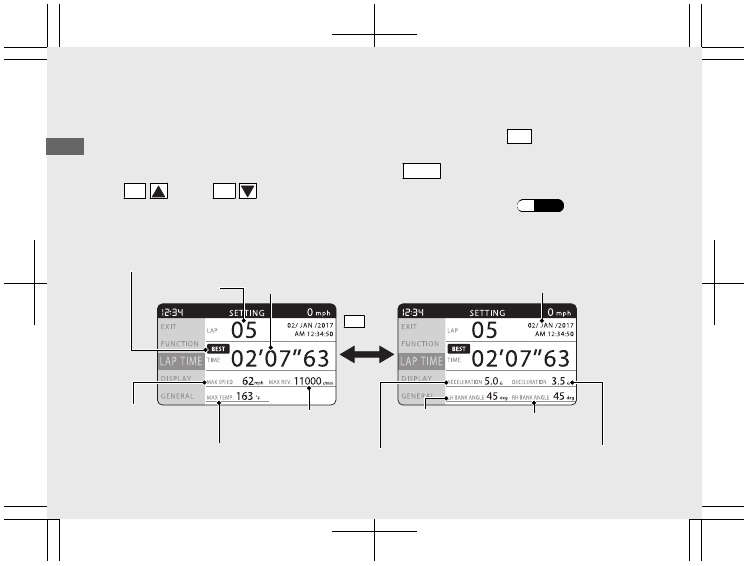 12:34 SETTING 0 mph
EXIT
FUNCTION
LAP TIME
DISPLAY
GENERAL
LAP 05
02/ JAN /2017
AM 12:34:50
BEST
TIME 02’07”63
MAX SPEED 62 mph MAX REV. 11000 r/min
MAX TEMP. 163 °F
12:34 SETTING 0 mph
EXIT
FUNCTION
LAP TIME
DISPLAY
GENERAL
LAP 05
02/ JAN /2017
AM 12:34:50
BEST
TIME 02’07”63
ACCELERATION 5.0 G DECILERATION 3.5 G
LH BANK ANGLE 45 deg RH BANK ANGLE 45 deg